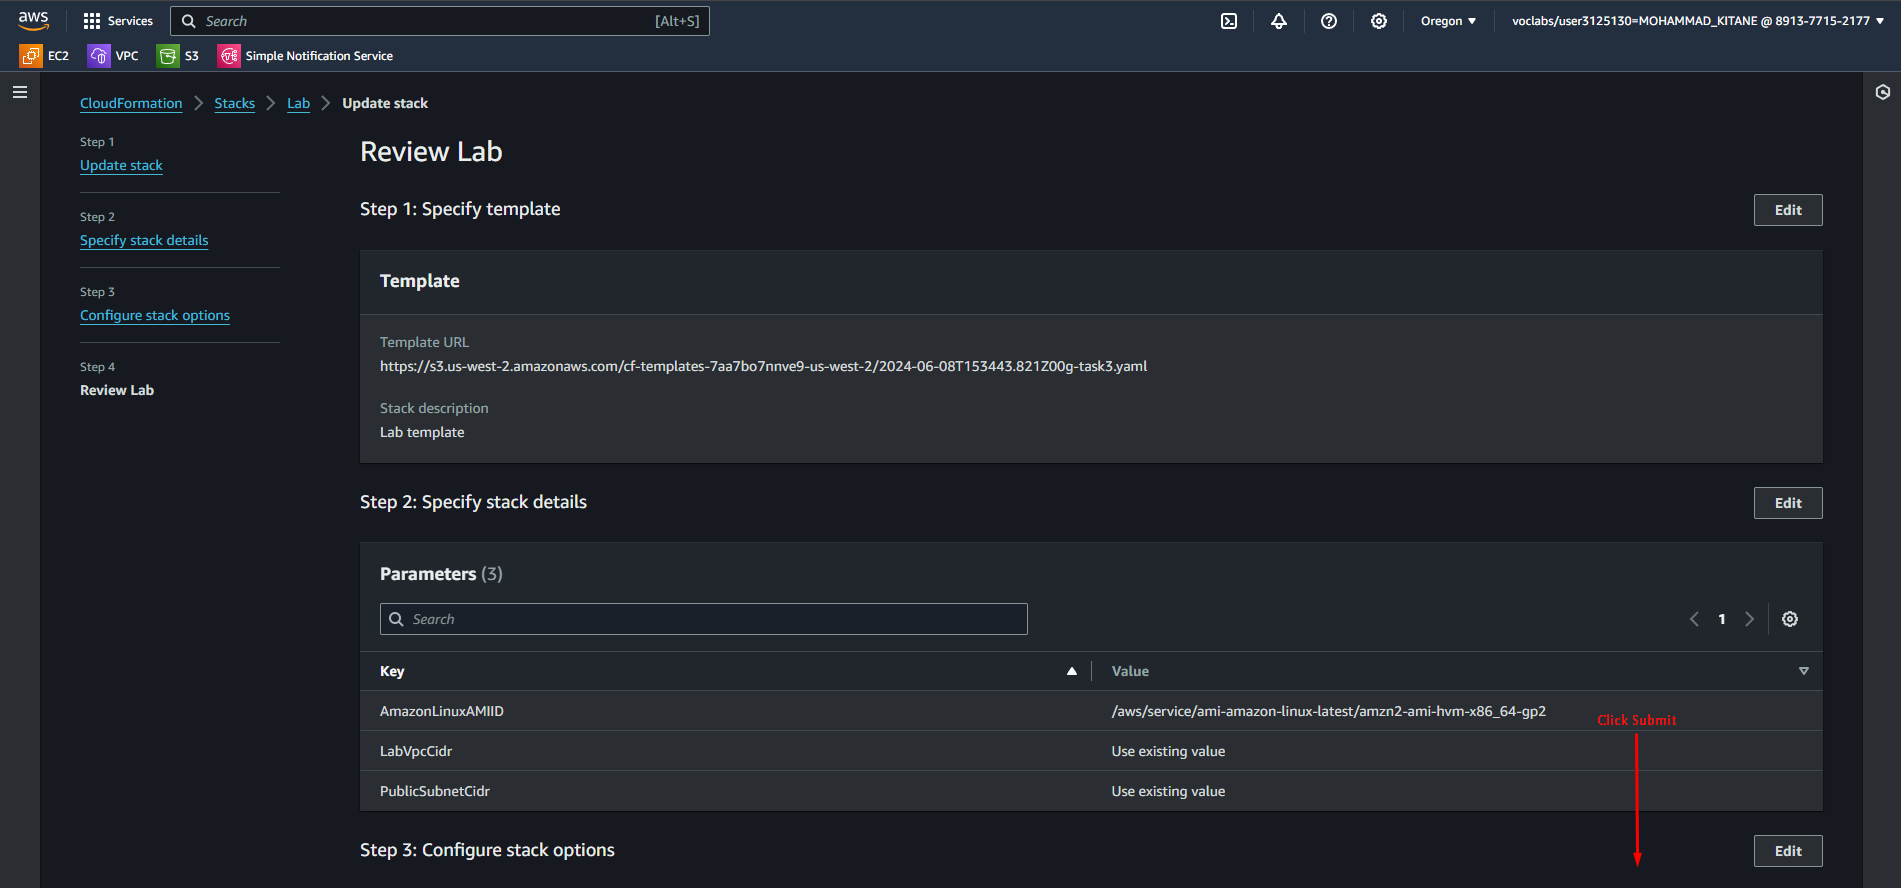 aws
Services
Search
[Alt+S]
Oregon
voclabs/user3125130=MOHAMMAD_KITANE @ 8913-7715-2177
EC2
VPC
S3
Simple Notification Service
CloudFormation
Stacks
Lab
Update stack
Step 1
Update stack
Step 2
Specify stack details
Step 3
Configure stack options
Step 4
Review Lab
Review Lab
Step 1: Specify template
Edit
Template
Template URL
https://s3.us-west-2.amazonaws.com/cf-templates-7aa7bo7nnve9-us-west-2/2024-06-08T153443.821Z00g-task3.yaml
Stack description
Lab template
Step 2: Specify stack details
Edit
Parameters (3)
Search
1
Key
Value
AmazonLinuxAMIID
/aws/service/ami-amazon-linux-latest/amzn2-ami-hvm-x86_64-gp2
Click Submit
LabVpcCidr
Use existing value
PublicSubnetCidr
Use existing value
Step 3: Configure stack options
Edit